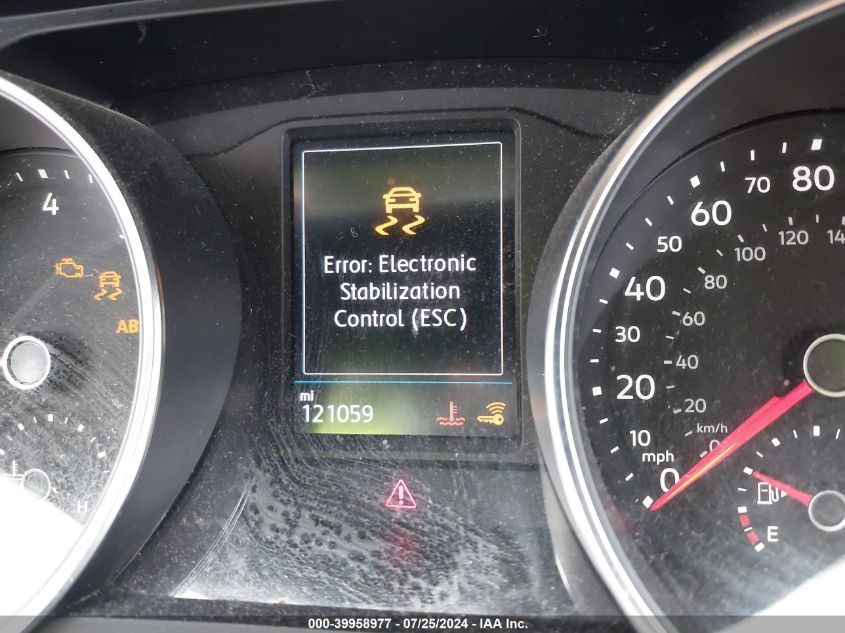 4
AB
H
Error: Electronic
Stabilization
Control (ESC)
mi
121059
0
10
20
30
40
50
60
70
80
mph
0
20
40
60
80
100
120
14
km/h
E
000-39958977 / 07/25/2024 - IAA Inc.